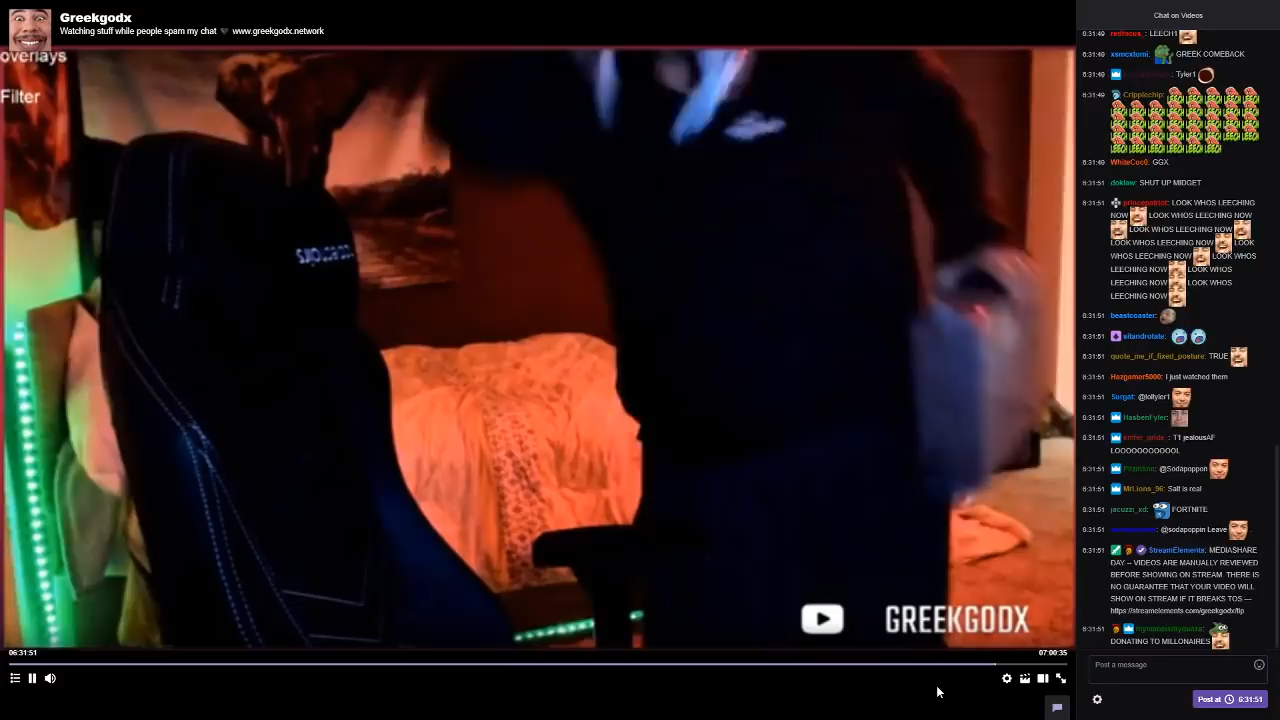 Greekgodx
Watching stuff while people spam my chat 🖤 www.greekgodx.network
overlays
Filter
GREEKGODX
06:31:51
07:00:35
Chat on Videos
6:31:49 redfocus_: LEECH1
6:31:49 xsmcxtomi: GREEK COMEBACK
6:31:49 : Tyler1
6:31:49 Cripplechip:
6:31:49 WhiteCoc0: GGX
6:31:51 doklaw: SHUT UP MIDGET
6:31:51 princepatriot: LOOK WHOS LEECHING
NOW LOOK WHOS LEECHING NOW
LOOK WHOS LEECHING NOW
LOOK WHOS LEECHING NOW LOOK
WHOS LEECHING NOW LOOK WHOS
LEECHING NOW LOOK WHOS
LEECHING NOW LOOK WHOS
LEECHING NOW
6:31:51 beastcoaster:
6:31:51 sitandrotate:
6:31:51 quote_me_if_fixed_posture: TRUE
6:31:51 Hazgamer5000: I just watched them
6:31:51 Surgat: @loltyler1
6:31:51 HasbenTyler:
6:31:51 : T1 jealousAF
LOOOOOOOOOOOL
6:31:51 : @Sodapoppon
6:31:51 MrLions_96: Salt is real
6:31:51 jacuzzi_xd: FORTNITE
6:31:51 : @sodapoppin Leave
6:31:51 StreamElements: MEDIASHARE
DAY -- VIDEOS ARE MANUALLY REVIEWED
BEFORE SHOWING ON STREAM THERE IS
NO GUARANTEE THAT YOUR VIDEO WILL
SHOW ON STREAM IF IT BREAKS TOS ---
https://streamelements.com/greekgodx/tip
6:31:51 :
DONATING TO MILLONAIRES
Post a message
Post at 6:31:51